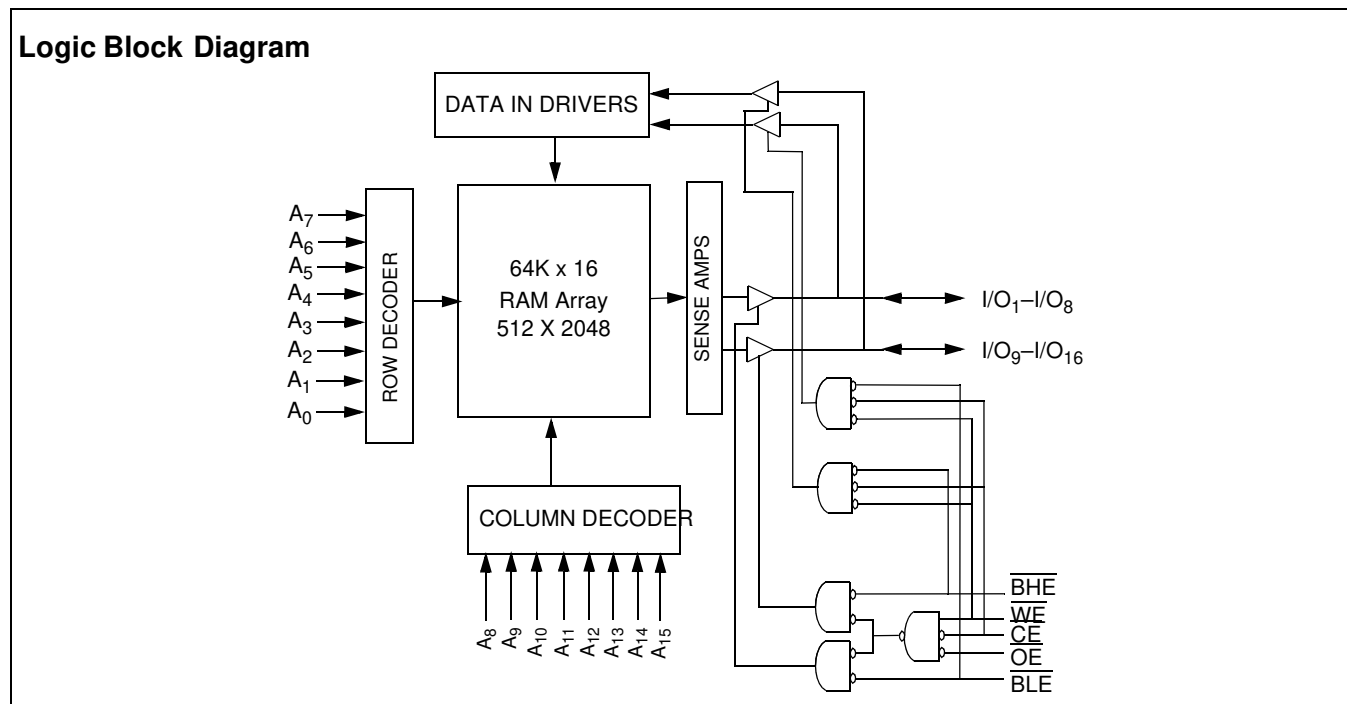 Logic Block Diagram
DATA IN DRIVERS
A7
A6
A5
A4
A3
A2
A1
A0
ROW DECODER
64K x 16
RAM Array
512 X 2048
SENSE AMPS
I/O1–I/O8
I/O9–I/O16
COLUMN DECODER
A8
A9
A10
A11
A12
A13
A14
A15
BHE
WE
CE
OE
BLE